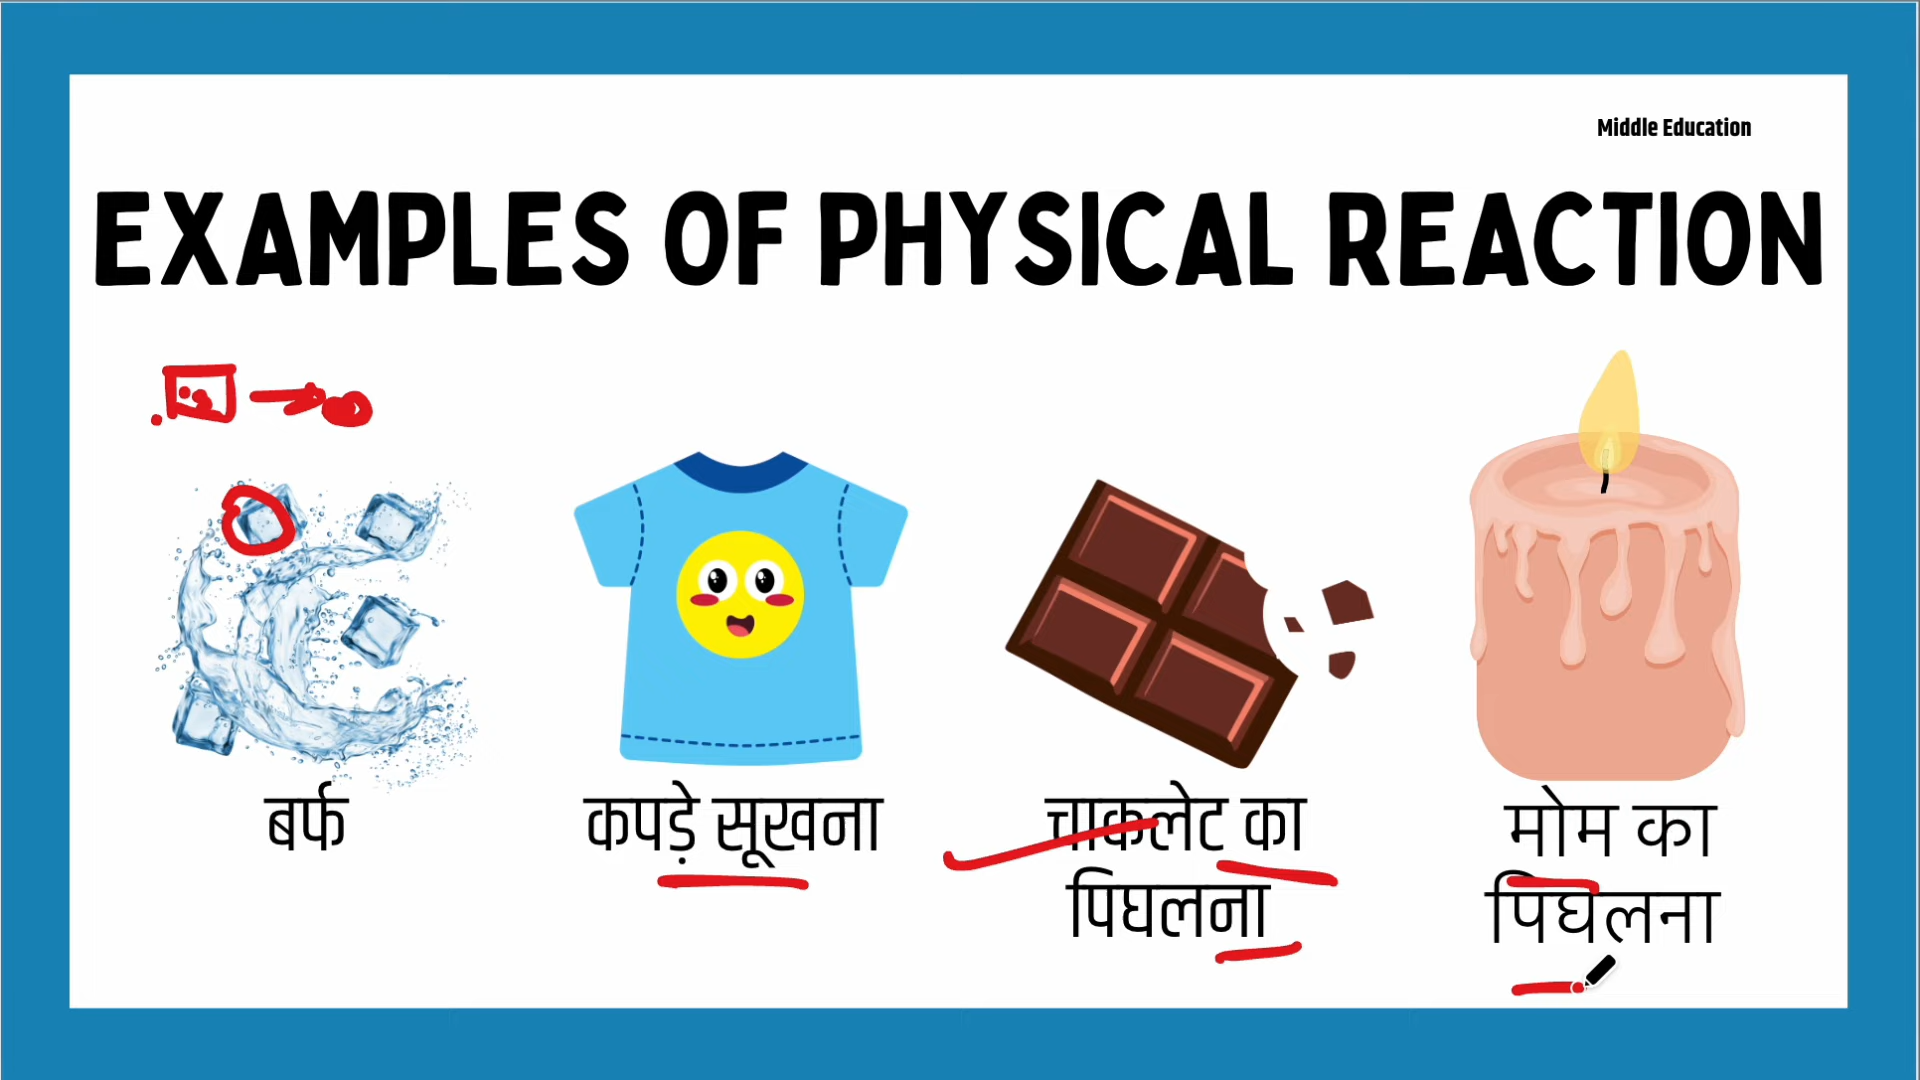 Middle Education
EXAMPLES OF PHYSICAL REACTION
बर्फ
कपड़े सूखना
चाकलेट का
पिघलना
मोम का
पिघलना